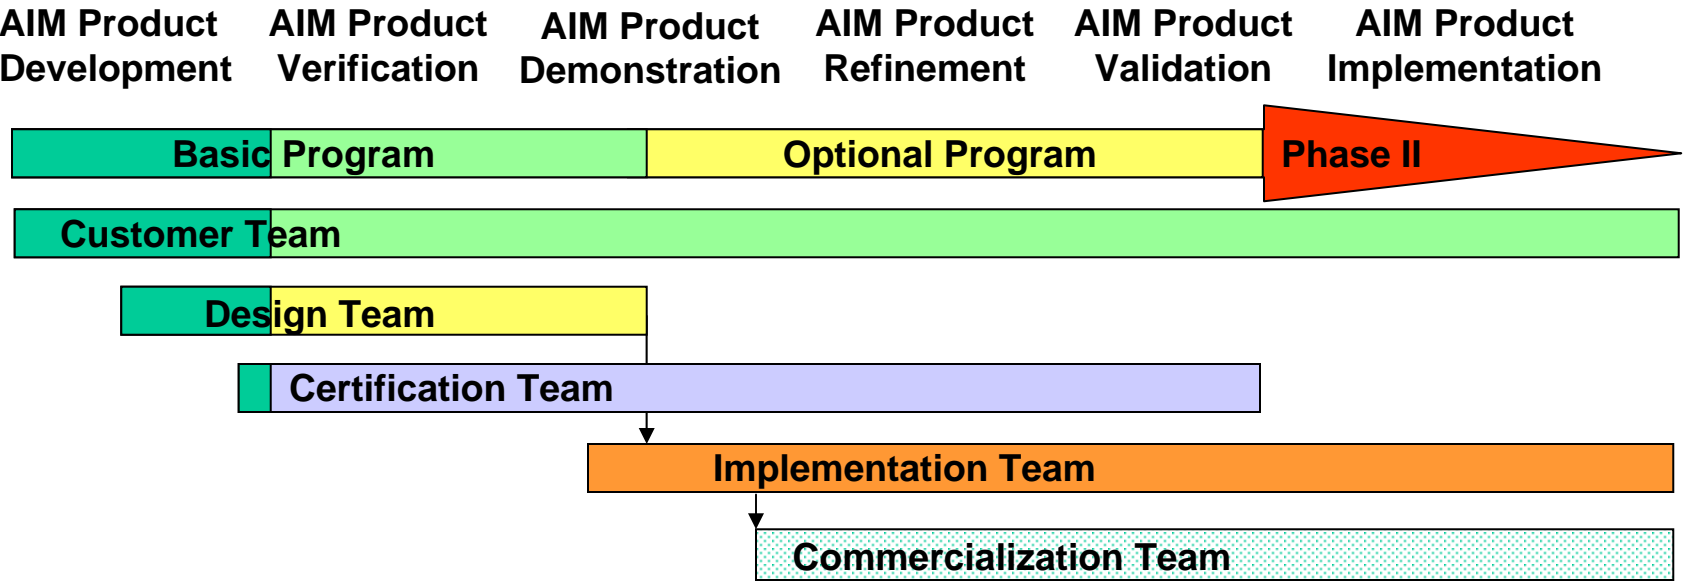 AIM Product
Development
AIM Product
Verification
AIM Product
Demonstration
AIM Product
Refinement
AIM Product
Validation
AIM Product
Implementation
Basic Program
Optional Program
Phase II
Customer Team
Design Team
Certification Team
Implementation Team
Commercialization Team